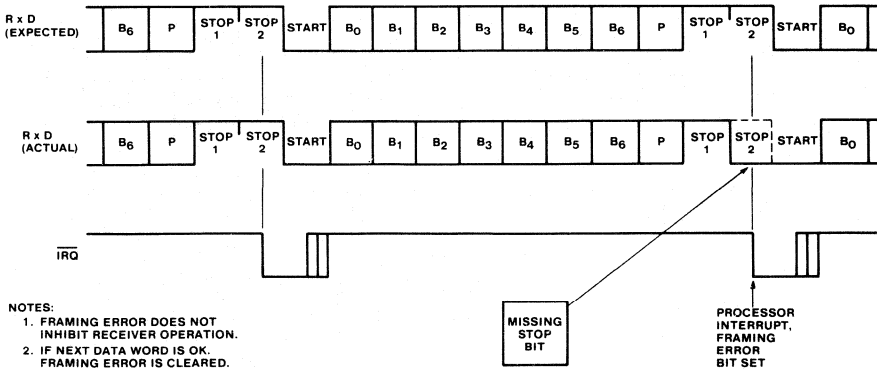 R x D
(EXPECTED)
B6 P STOP 1 STOP 2 START B0 B1 B2 B3 B4 B5 B6 P STOP 1 STOP 2 START B0
R x D
(ACTUAL)
B6 P STOP 1 STOP 2 START B0 B1 B2 B3 B4 B5 B6 P STOP 1 STOP 2 START B0
IRQ
NOTES:
1. FRAMING ERROR DOES NOT
INHIBIT RECEIVER OPERATION.
2. IF NEXT DATA WORD IS OK.
FRAMING ERROR IS CLEARED.
MISSING
STOP
BIT
PROCESSOR
INTERRUPT,
FRAMING
ERROR
BIT SET